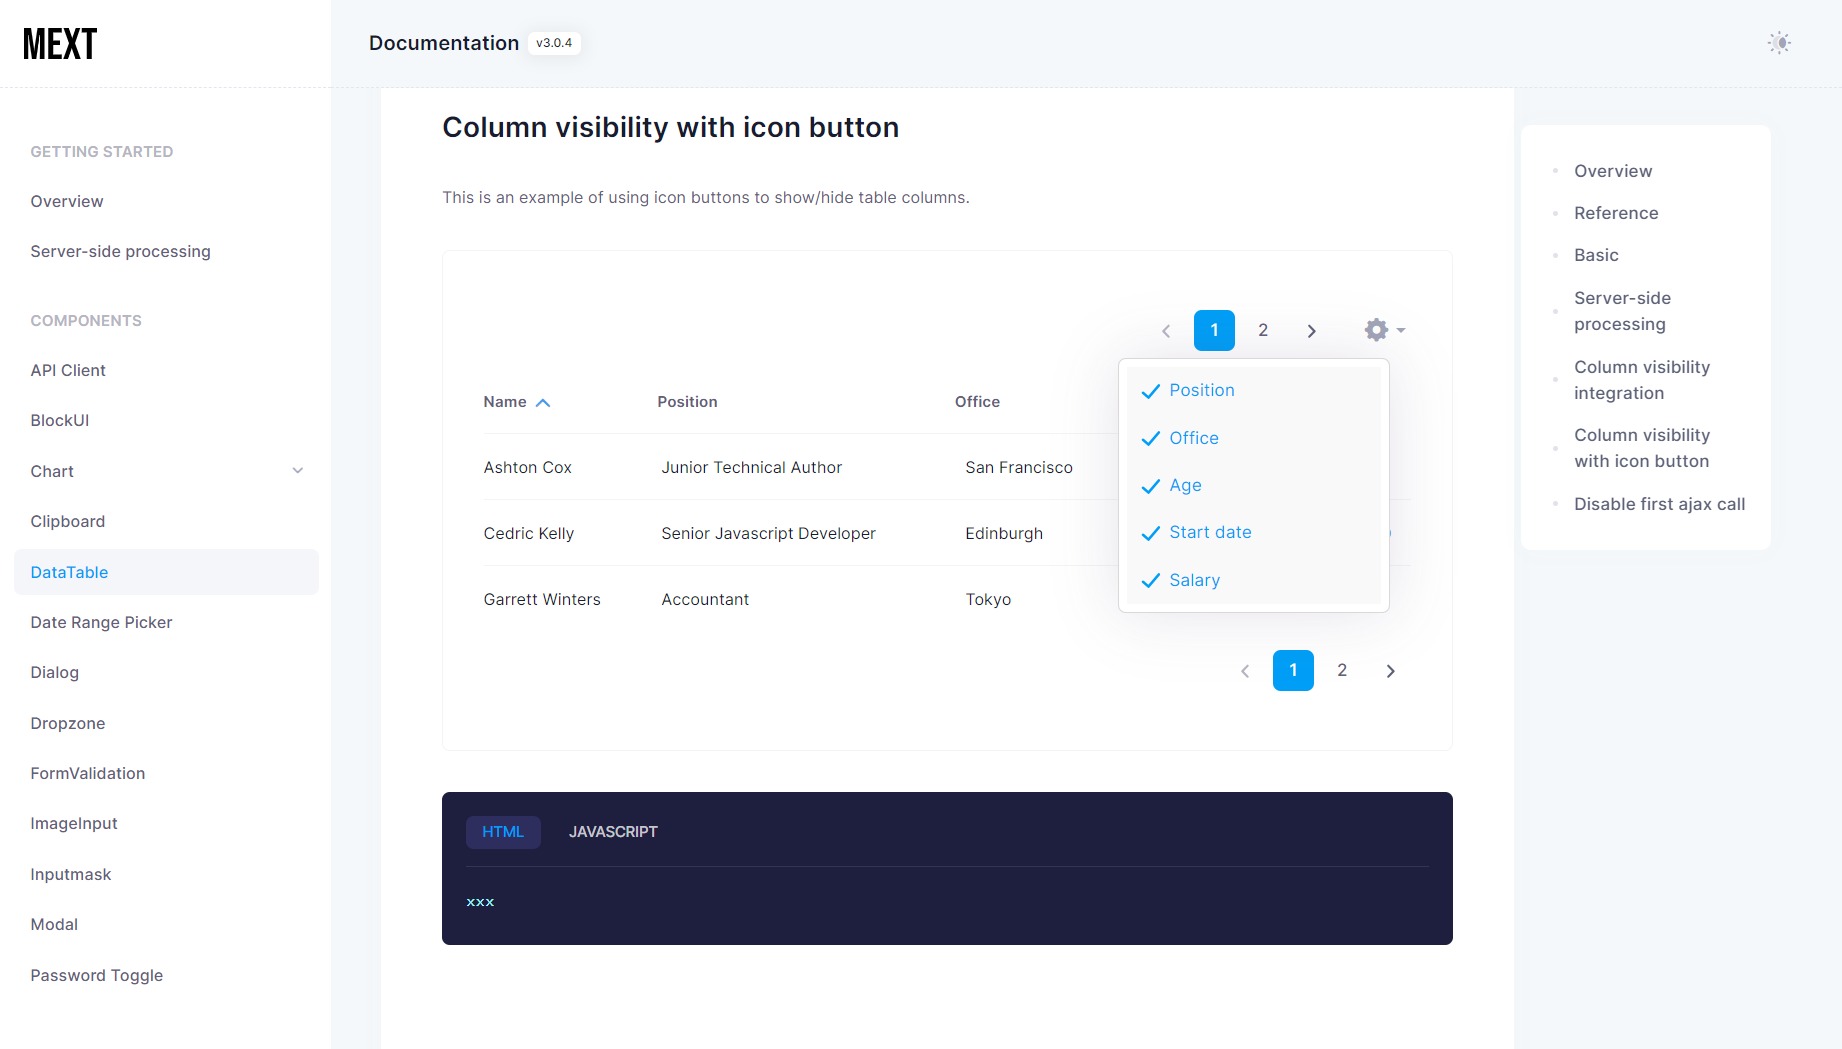 MEXT
Documentation v3.0.4
GETTING STARTED
Overview
Server-side processing
COMPONENTS
API Client
BlockUI
Chart
Clipboard
DataTable
Date Range Picker
Dialog
Dropzone
FormValidation
ImageInput
Inputmask
Modal
Password Toggle
Column visibility with icon button
This is an example of using icon buttons to show/hide table columns.
1 2
Name Position Office
Ashton Cox Junior Technical Author San Francisco
Cedric Kelly Senior Javascript Developer Edinburgh
Garrett Winters Accountant Tokyo
Position
Office
Age
Start date
Salary
1 2
HTML JAVASCRIPT
xxx
Overview
Reference
Basic
Server-side
processing
Column visibility
integration
Column visibility
with icon button
Disable first ajax call